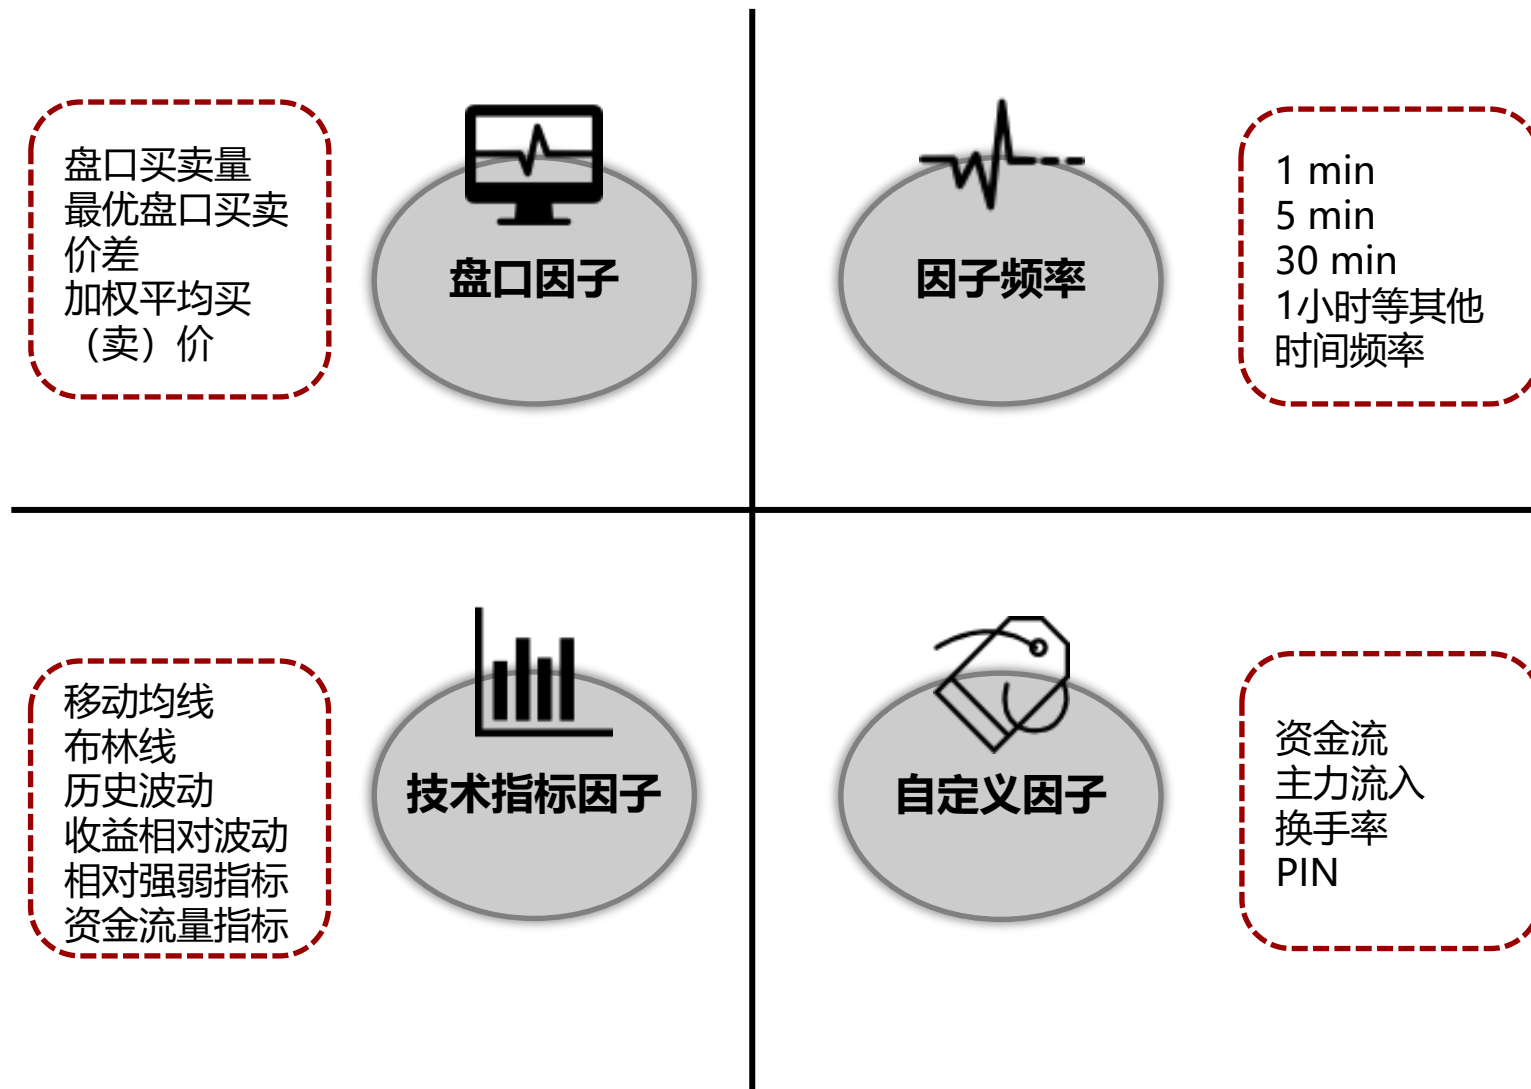 盘口买卖量
最优盘口买卖
价差
加权平均买
（卖）价
盘口因子
因子频率
1 min
5 min
30 min
1小时等其他
时间频率
移动均线
布林线
历史波动
收益相对波动
相对强弱指标
资金流量指标
技术指标因子
自定义因子
资金流
主力流入
换手率
PIN